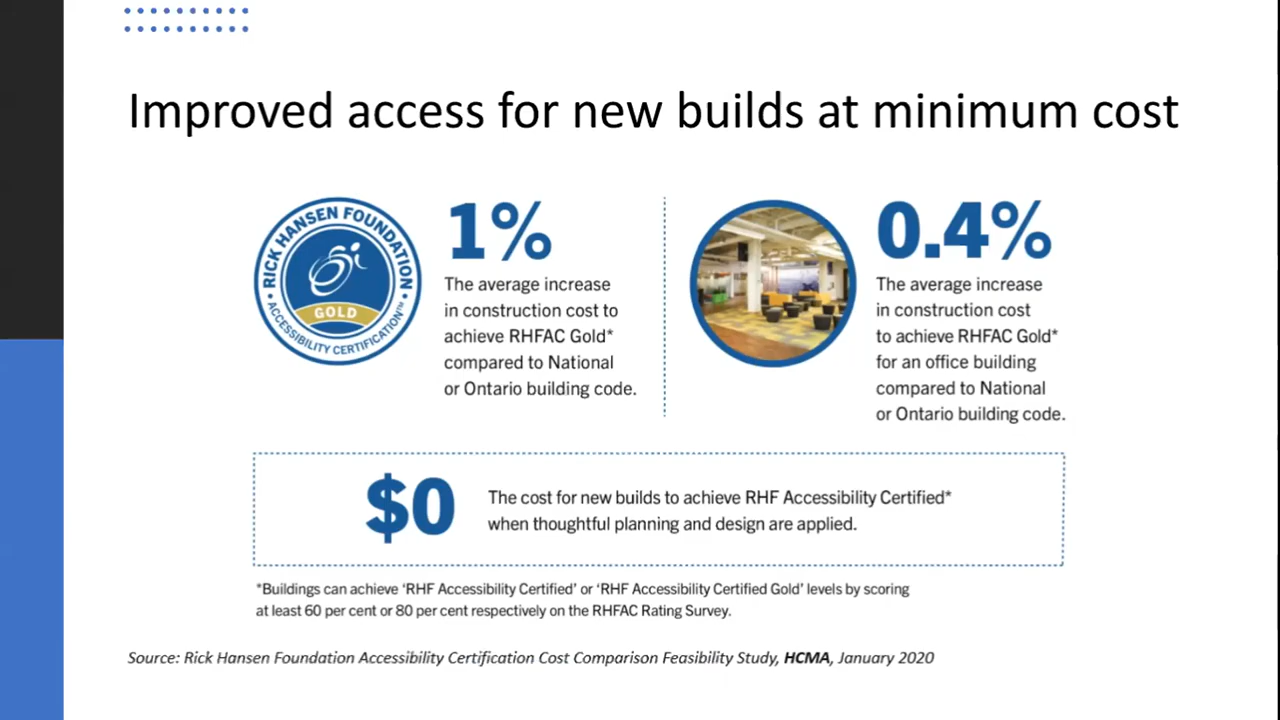 Improved access for new builds at minimum cost
RICK HANSEN FOUNDATION
GOLD
ACCESSIBILITY CERTIFICATION™
1%
The average increase
in construction cost to
achieve RHFAC Gold*
compared to National
or Ontario building code.
0.4%
The average increase
in construction cost
to achieve RHFAC Gold*
for an office building
compared to National
or Ontario building code.
$0
The cost for new builds to achieve RHF Accessibility Certified*
when thoughtful planning and design are applied.
*Buildings can achieve ‘RHF Accessibility Certified’ or ‘RHF Accessibility Certified Gold’ levels by scoring
at least 60 per cent or 80 per cent respectively on the RHFAC Rating Survey.
Source: Rick Hansen Foundation Accessibility Certification Cost Comparison Feasibility Study, HCMA, January 2020